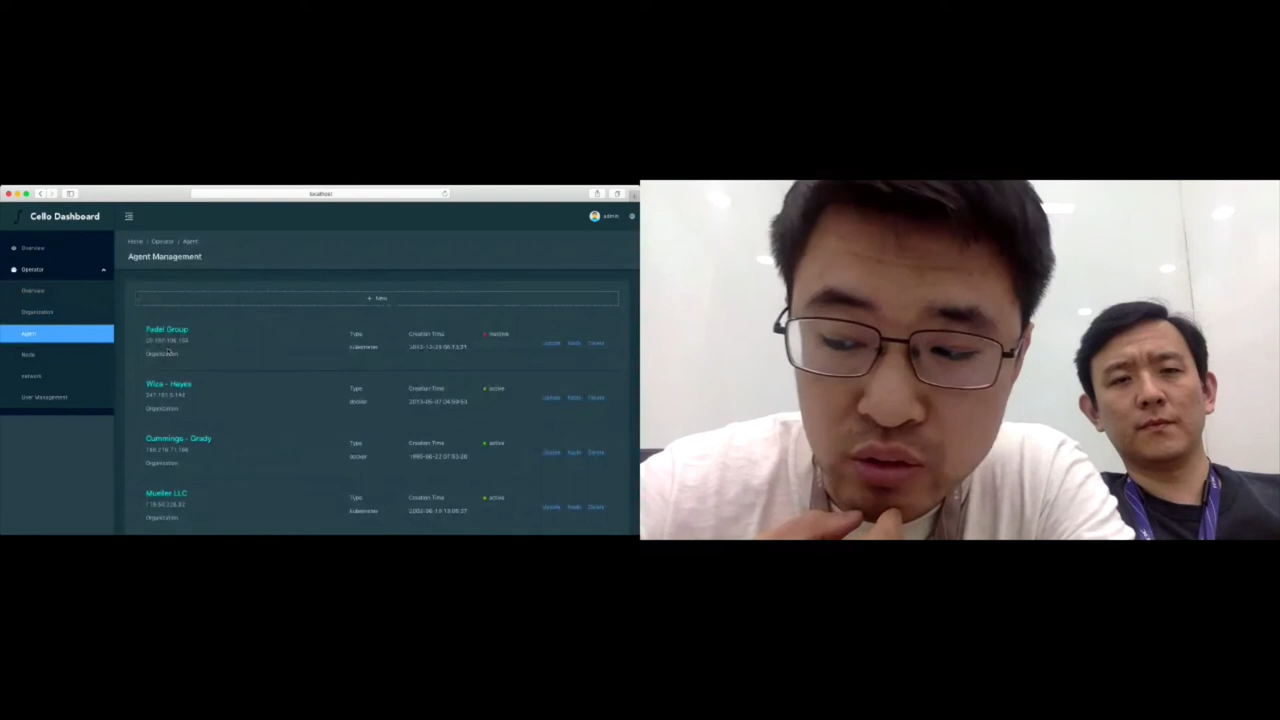 localhost
Cello Dashboard
admin
Overview
Home / Operator / Agent
Operator
Agent Management
Overview
+ New
Organization
Agent
Padel Group
Type
Creation Time
inactive
kubernetes
Update Node Delete
Organization
Node
network
Wiza - Hayes
Type
Creation Time
active
User Management
docker
Update Node Delete
Organization
Cummings - Grady
Type
Creation Time
active
docker
Update Node Delete
Organization
Mueller LLC
Type
Creation Time
active
kubernetes
Update Node Delete
Organization